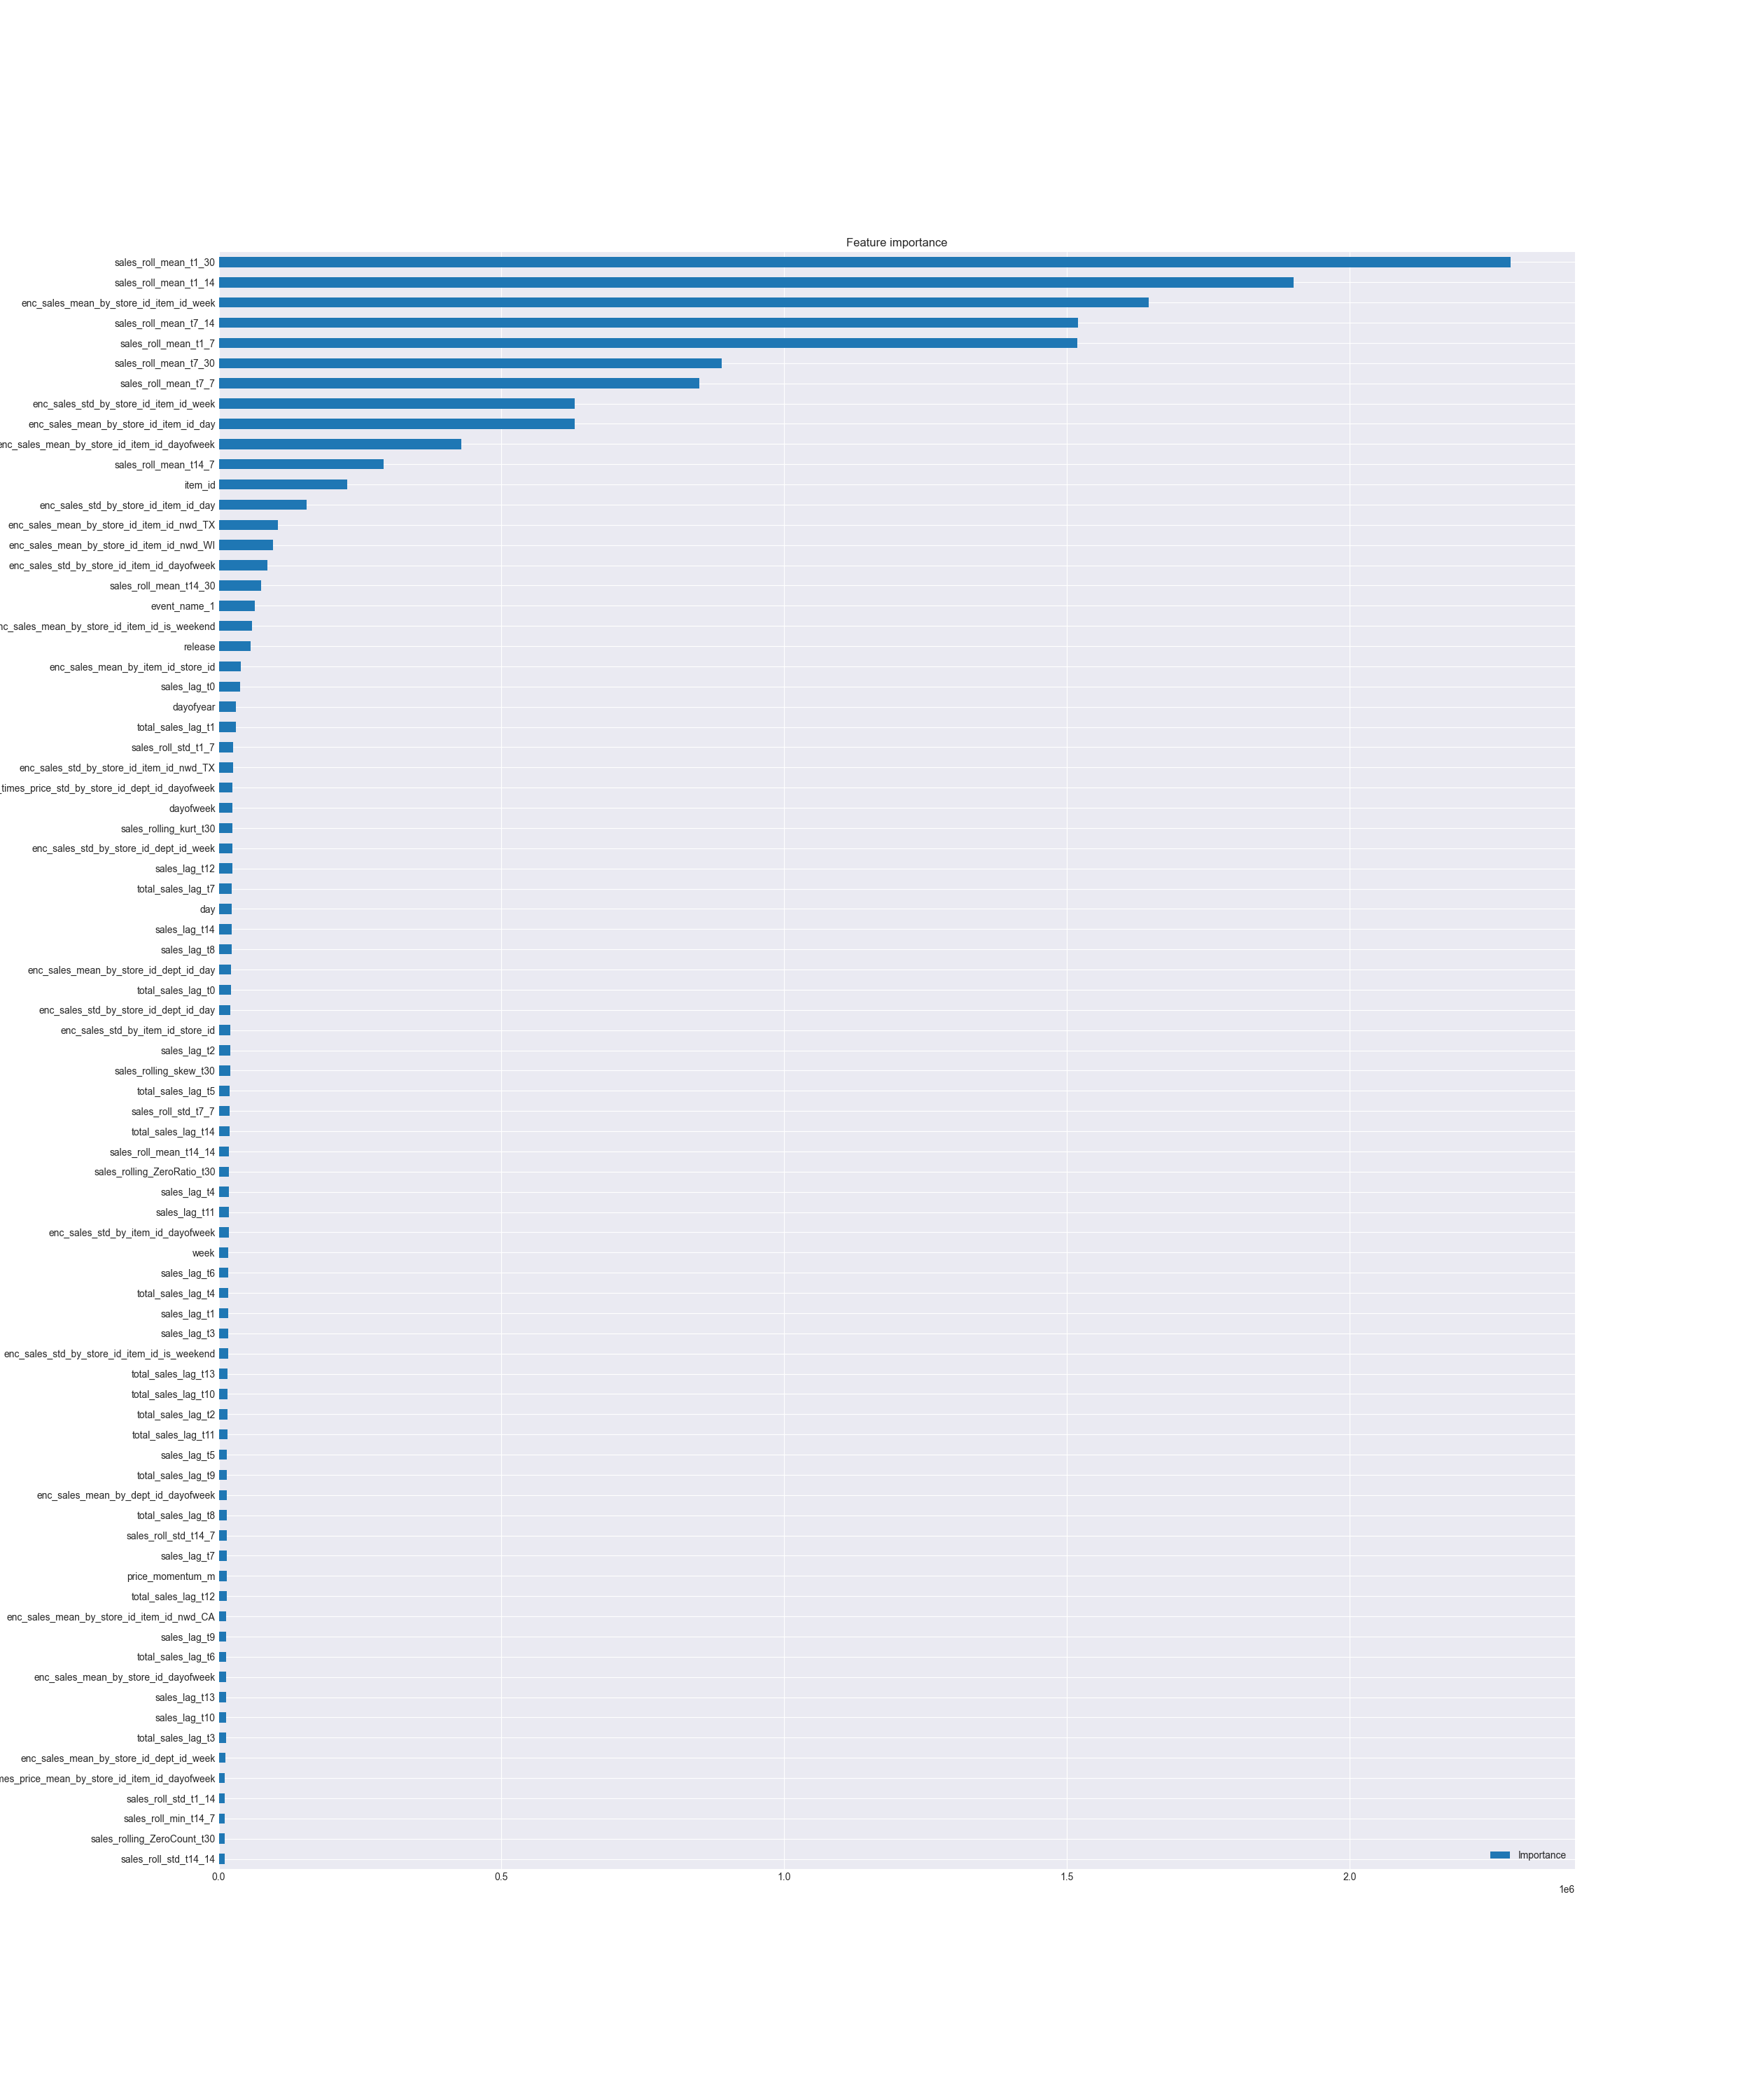 Feature importance
sales_roll_mean_t1_30
sales_roll_mean_t1_14
enc_sales_mean_by_store_id_item_id_week
sales_roll_mean_t7_14
sales_roll_mean_t1_7
sales_roll_mean_t7_30
sales_roll_mean_t7_7
enc_sales_std_by_store_id_item_id_week
enc_sales_mean_by_store_id_item_id_day
enc_sales_mean_by_store_id_item_id_dayofweek
sales_roll_mean_t14_7
item_id
enc_sales_std_by_store_id_item_id_day
enc_sales_mean_by_store_id_item_id_nwd_TX
enc_sales_mean_by_store_id_item_id_nwd_WI
enc_sales_std_by_store_id_item_id_dayofweek
sales_roll_mean_t14_30
event_name_1
nc_sales_mean_by_store_id_item_id_is_weekend
release
enc_sales_mean_by_item_id_store_id
sales_lag_t0
dayofyear
total_sales_lag_t1
sales_roll_std_t1_7
enc_sales_std_by_store_id_item_id_nwd_TX
_times_price_std_by_store_id_dept_id_dayofweek
dayofweek
sales_rolling_kurt_t30
enc_sales_std_by_store_id_dept_id_week
sales_lag_t12
total_sales_lag_t7
day
sales_lag_t14
sales_lag_t8
enc_sales_mean_by_store_id_dept_id_day
total_sales_lag_t0
enc_sales_std_by_store_id_dept_id_day
enc_sales_std_by_item_id_store_id
sales_lag_t2
sales_rolling_skew_t30
total_sales_lag_t5
sales_roll_std_t7_7
total_sales_lag_t14
sales_roll_mean_t14_14
sales_rolling_ZeroRatio_t30
sales_lag_t4
sales_lag_t11
enc_sales_std_by_item_id_dayofweek
week
sales_lag_t6
total_sales_lag_t4
sales_lag_t1
sales_lag_t3
enc_sales_std_by_store_id_item_id_is_weekend
total_sales_lag_t13
total_sales_lag_t10
total_sales_lag_t2
total_sales_lag_t11
sales_lag_t5
total_sales_lag_t9
enc_sales_mean_by_dept_id_dayofweek
total_sales_lag_t8
sales_roll_std_t14_7
sales_lag_t7
price_momentum_m
total_sales_lag_t12
enc_sales_mean_by_store_id_item_id_nwd_CA
sales_lag_t9
total_sales_lag_t6
enc_sales_mean_by_store_id_dayofweek
sales_lag_t13
sales_lag_t10
total_sales_lag_t3
enc_sales_mean_by_store_id_dept_id_week
mes_price_mean_by_store_id_item_id_dayofweek
sales_roll_std_t1_14
sales_roll_min_t14_7
sales_rolling_ZeroCount_t30
sales_roll_std_t14_14
Importance
0.0 0.5 1.0 1.5 2.0
1e6